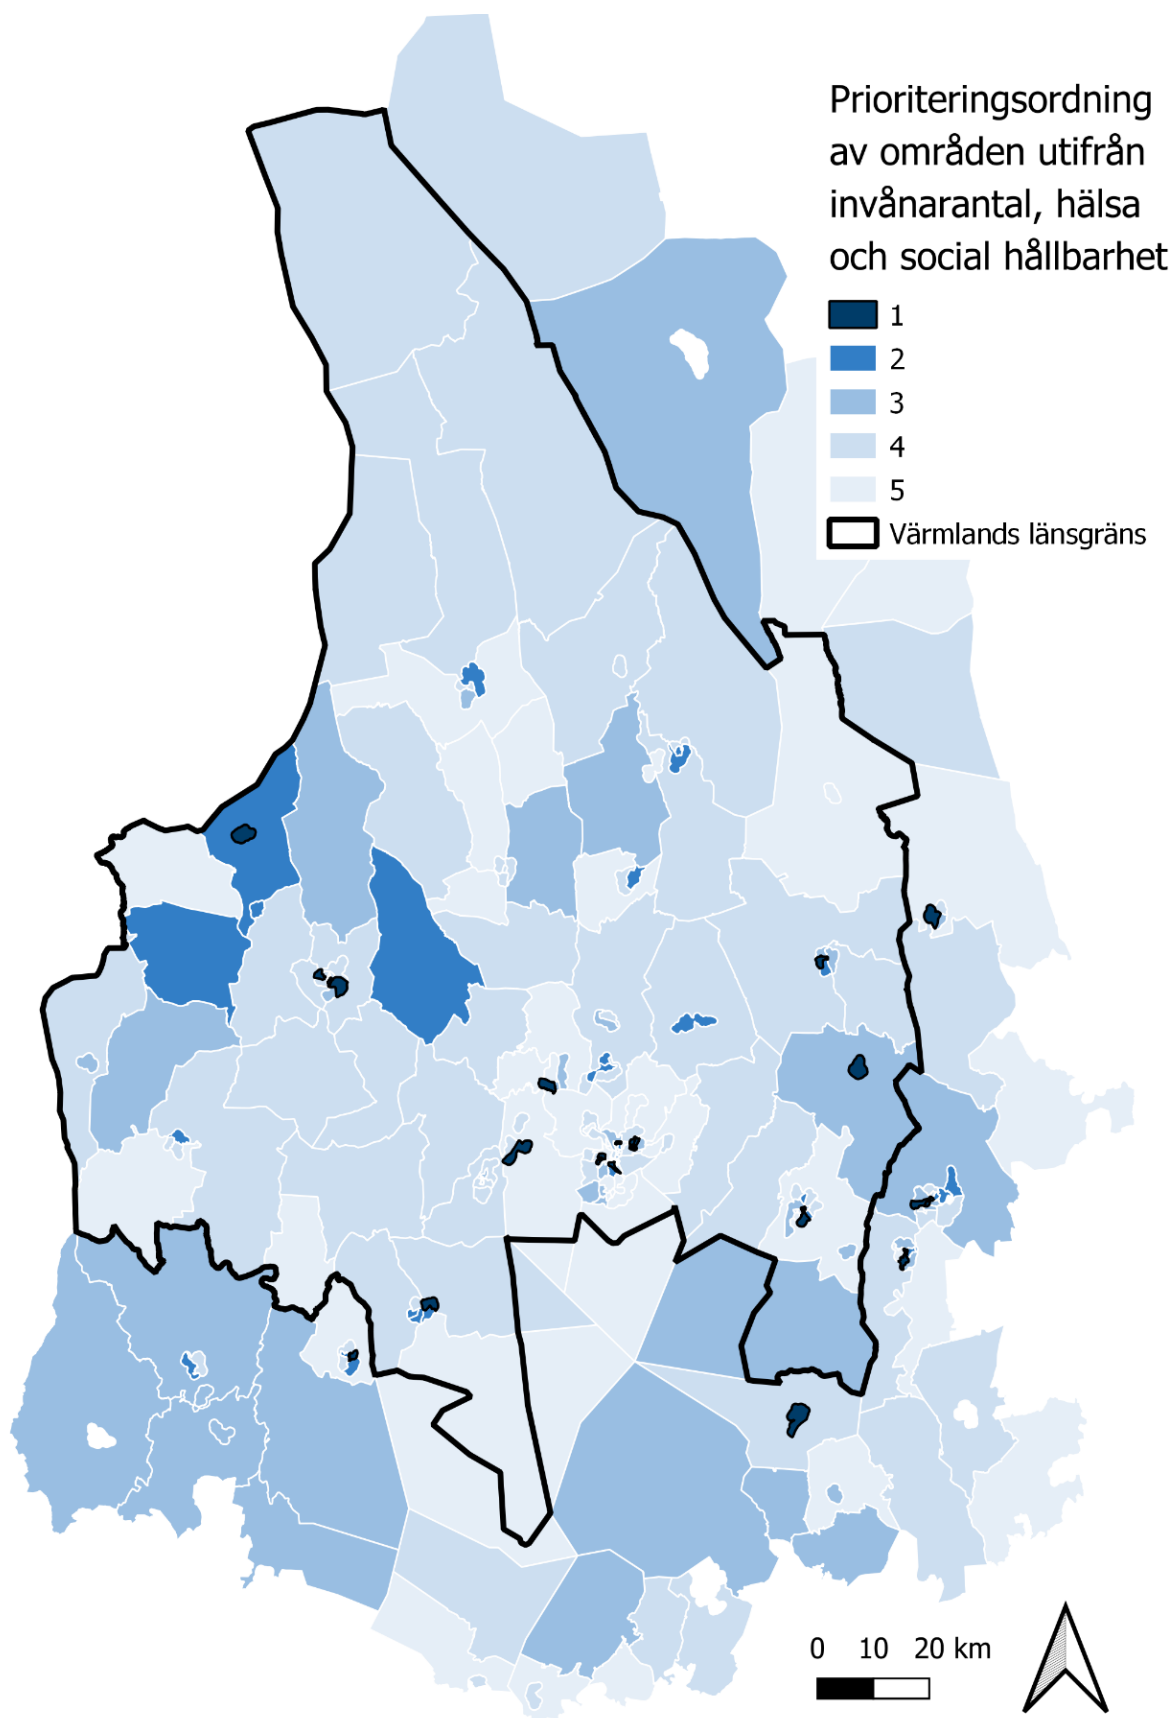 Prioriteringsordning
av områden utifrån
invånarantal, hälsa
och social hållbarhet
1
2
3
4
5
Värmlands länsgräns
0 10 20 km